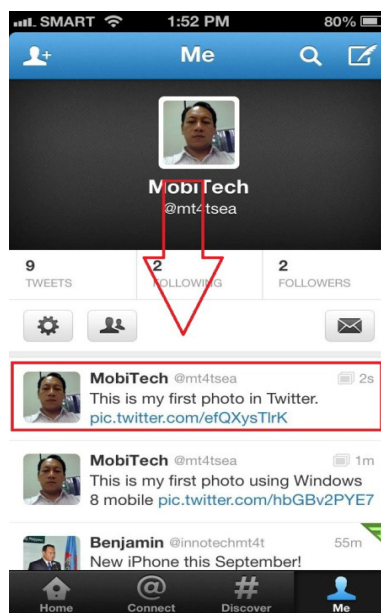 SMART 1:52 PM 80%
Me
MobiTech
@mt4tsea
9 2 2
TWEETS FOLLOWING FOLLOWERS
MobiTech @mt4tsea 2s
This is my first photo in Twitter.
pic.twitter.com/efQXysTlrK
MobiTech @mt4tsea 1m
This is my first photo using Windows
8 mobile pic.twitter.com/hbGBv2PYE7
Benjamin @innotechmt4t 55m
New iPhone this September!
Home Connect Discover Me